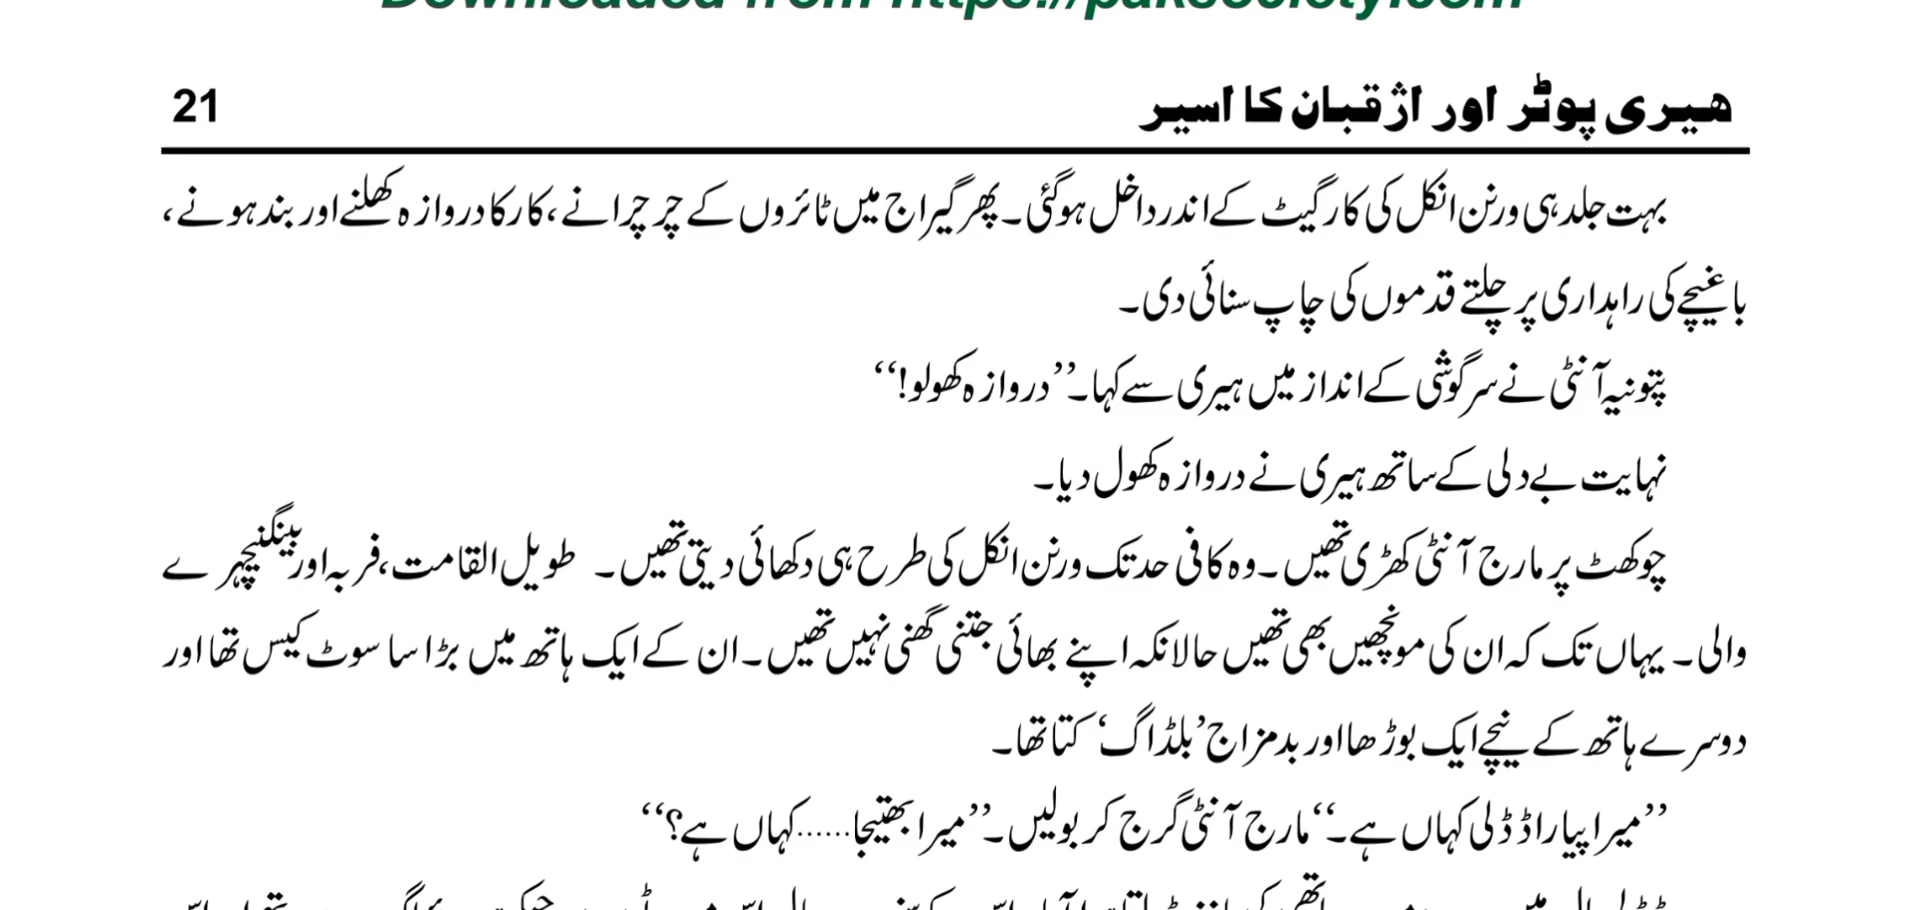 Downloaded from https://paksociety.com
ھیری پوٹر اور اژقبان کا اسیر 21
بہت جلد ہی ورنن انکل کی کار گیٹ کے اندر داخل ہوگئی۔ پھر گیراج میں ٹائروں کے چرچرانے، کار کا دروازہ کھلنے اور بند ہونے،
باغیچے کی راہداری پر چلتے قدموں کی چاپ سنائی دی۔
پتونیہ آنٹی نے سرگوشی کے انداز میں ہیری سے کہا۔ ’’دروازہ کھولو!‘‘
نہایت بے دلی کے ساتھ ہیری نے دروازہ کھول دیا۔
چوکھٹ پر مارج آنٹی کھڑی تھیں۔ وہ کافی حد تک ورنن انکل کی طرح ہی دکھائی دیتی تھیں۔ طویل القامت، فربہ اور بینگنی چہرے
والی۔ یہاں تک کہ ان کی مونچھیں بھی تھیں حالانکہ اپنے بھائی جتنی گھنی نہیں تھیں۔ ان کے ایک ہاتھ میں بڑا سا سوٹ کیس تھا اور
دوسرے ہاتھ کے نیچے ایک بوڑھا اور بدمزاج ’بلڈاگ‘ کتا تھا۔
’’میرا پیارا ڈڈلی کہاں ہے۔‘‘ مارج آنٹی گرج کر بولیں۔ ’’میرا بھتیجا......کہاں ہے؟‘‘